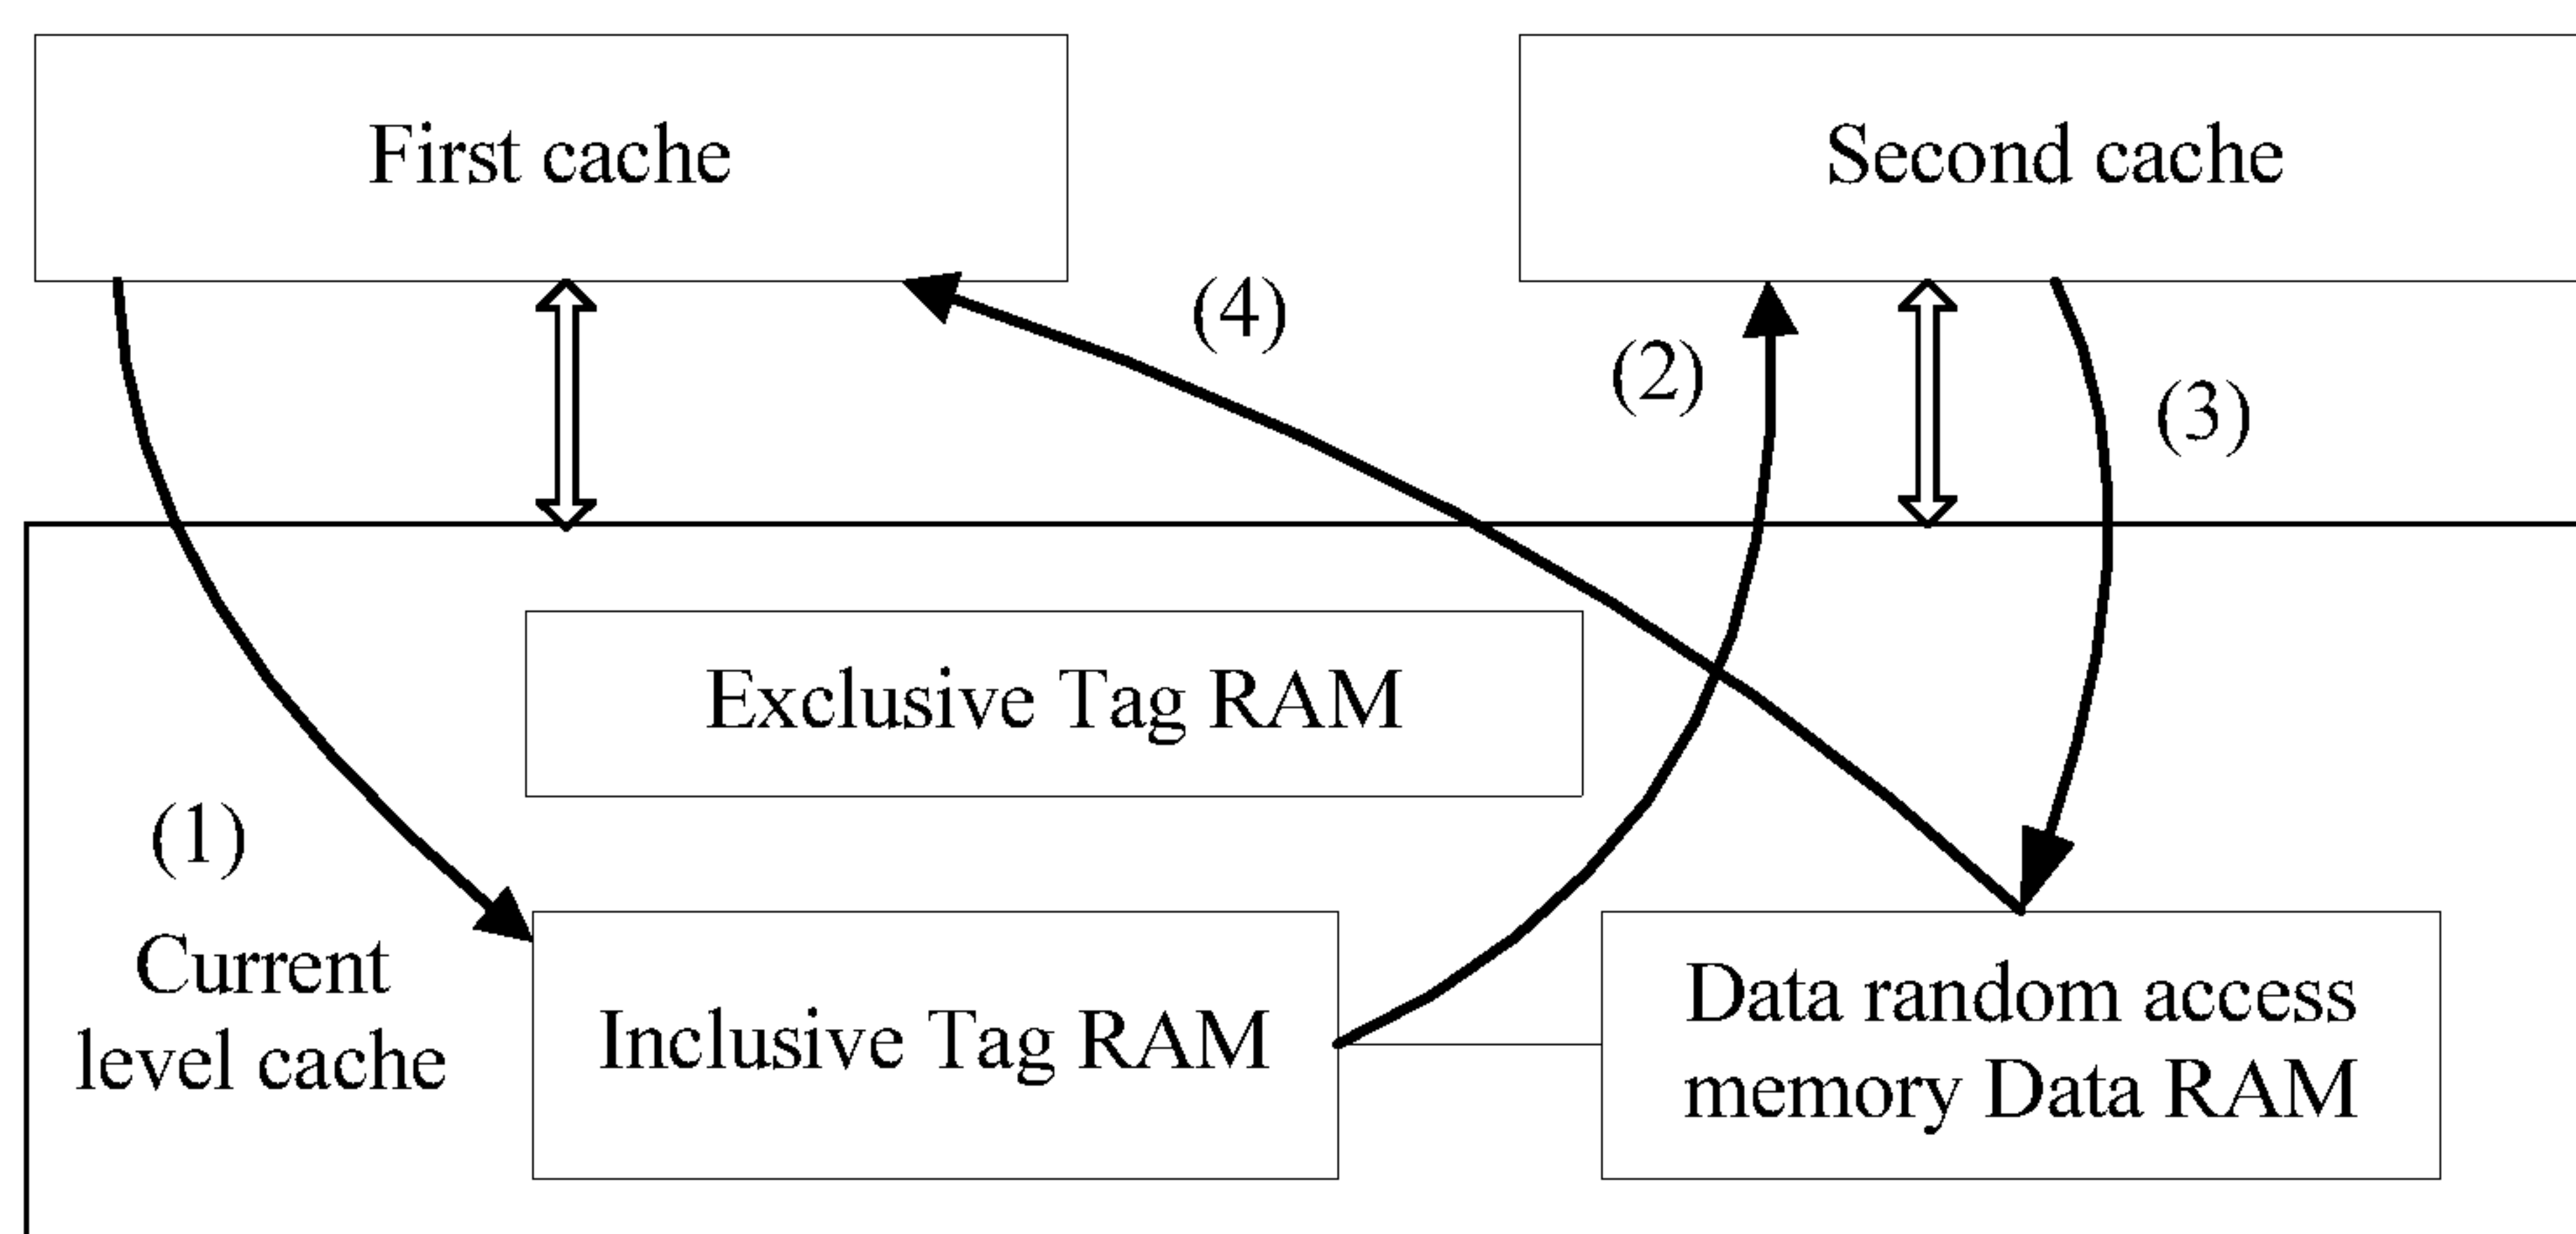 First cache
Second cache
(4)
(2)
(3)
Exclusive Tag RAM
(1)
Current
level cache
Inclusive Tag RAM
Data random access
memory Data RAM